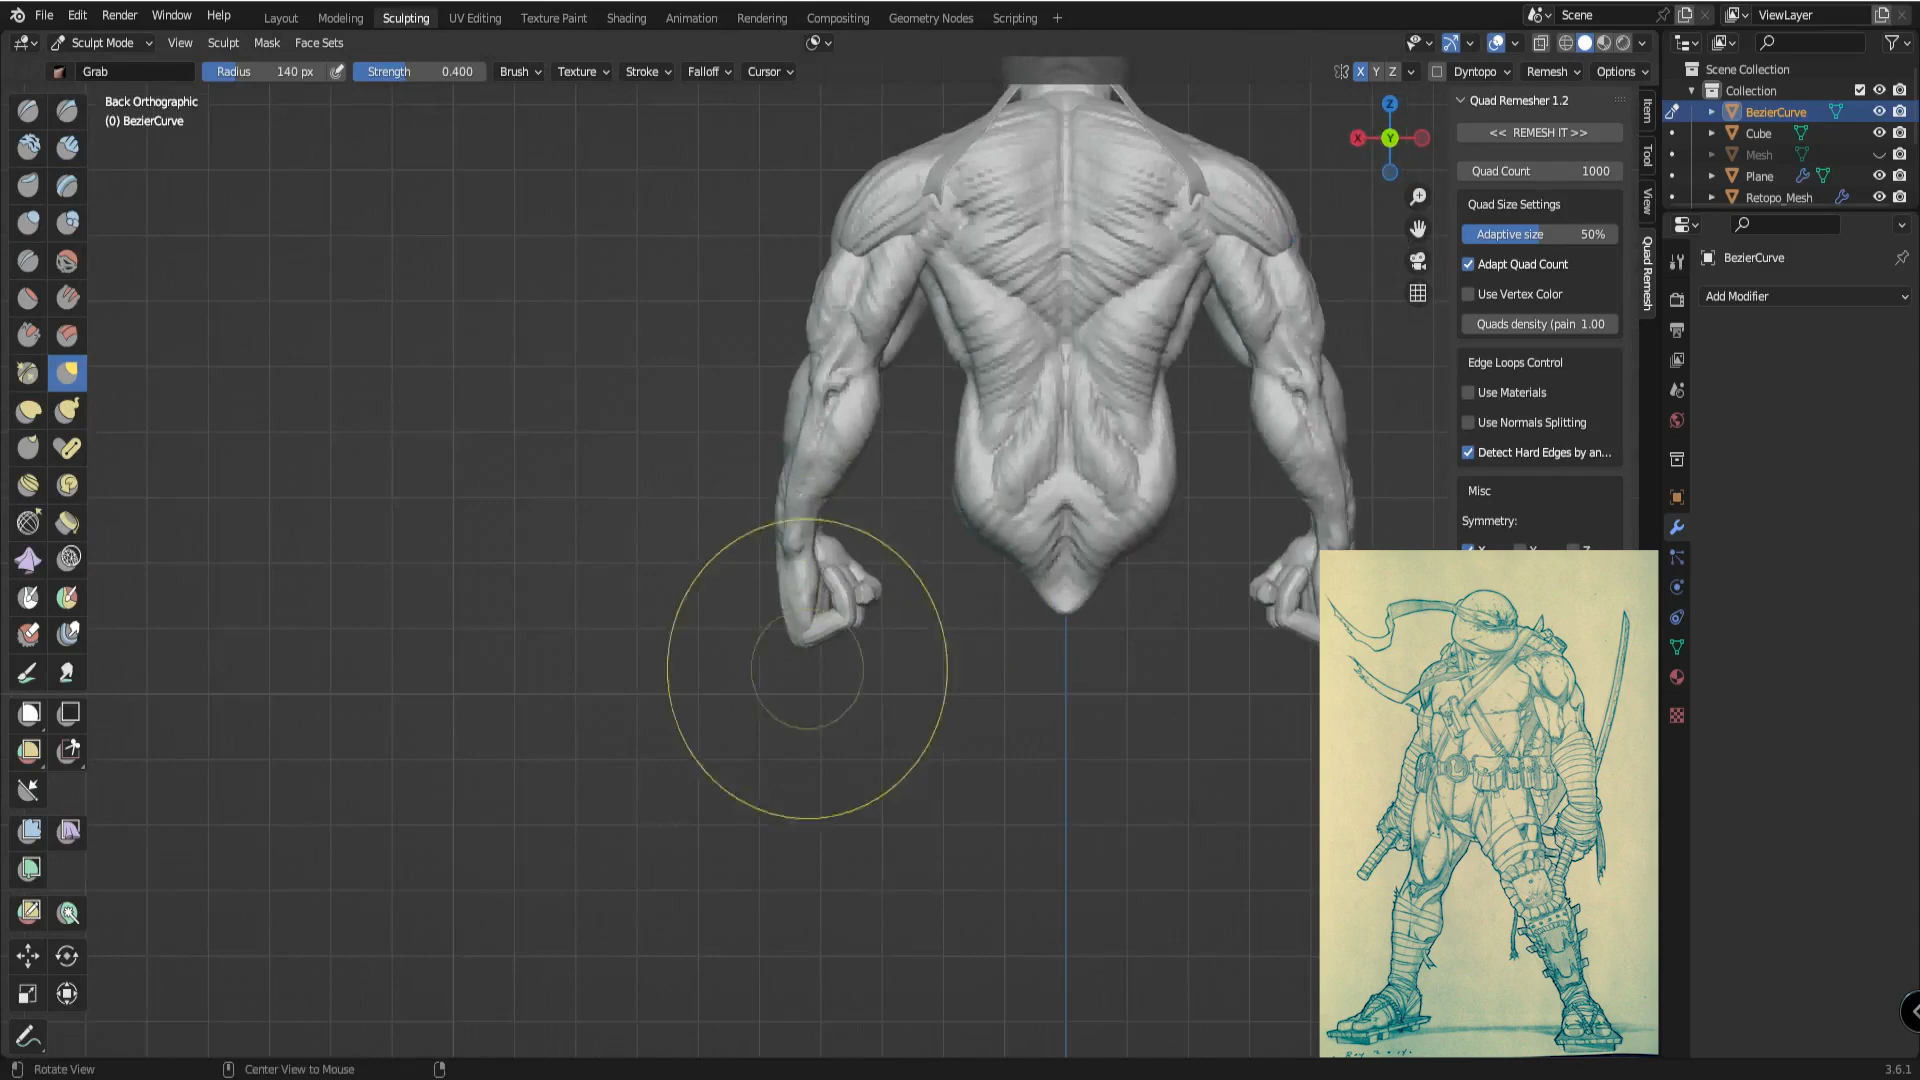 File Edit Render Window Help Layout Modeling Sculpting UV Editing Texture Paint Shading Animation Rendering Compositing Geometry Nodes Scripting + Scene ViewLayer
Sculpt Mode View Sculpt Mask Face Sets
Grab Radius 140 px Strength 0.400 Brush Texture Stroke Falloff Cursor X Y Z Dyntopo Remesh Options
Back Orthographic
(0) BezierCurve
Z
X
Y
Quad Remesher 1.2
<< REMESH IT >>
Quad Count 1000
Quad Size Settings
Adaptive size 50%
Adapt Quad Count
Use Vertex Color
Quads density (pain 1.00
Edge Loops Control
Use Materials
Use Normals Splitting
Detect Hard Edges by an...
Misc
Symmetry:
Item
Tool
View
Quad Remesh
Scene Collection
Collection
BezierCurve
Cube
Mesh
Plane
Retopo_Mesh
BezierCurve
Add Modifier
Rotate View
Center View to Mouse
3.6.1